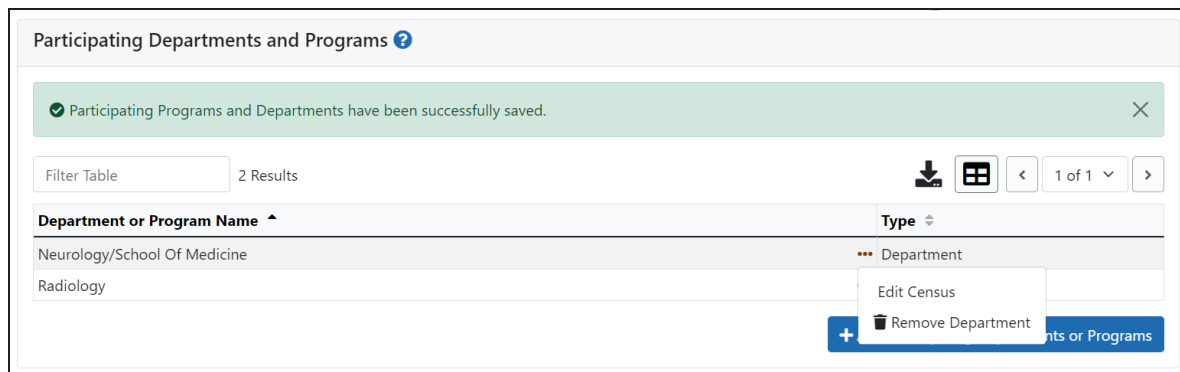 Participating Departments and Programs
Participating Programs and Departments have been successfully saved.
Filter Table
2 Results
1 of 1
Department or Program Name
Type
Neurology/School Of Medicine
Department
Radiology
Edit Census
Remove Department
or Programs